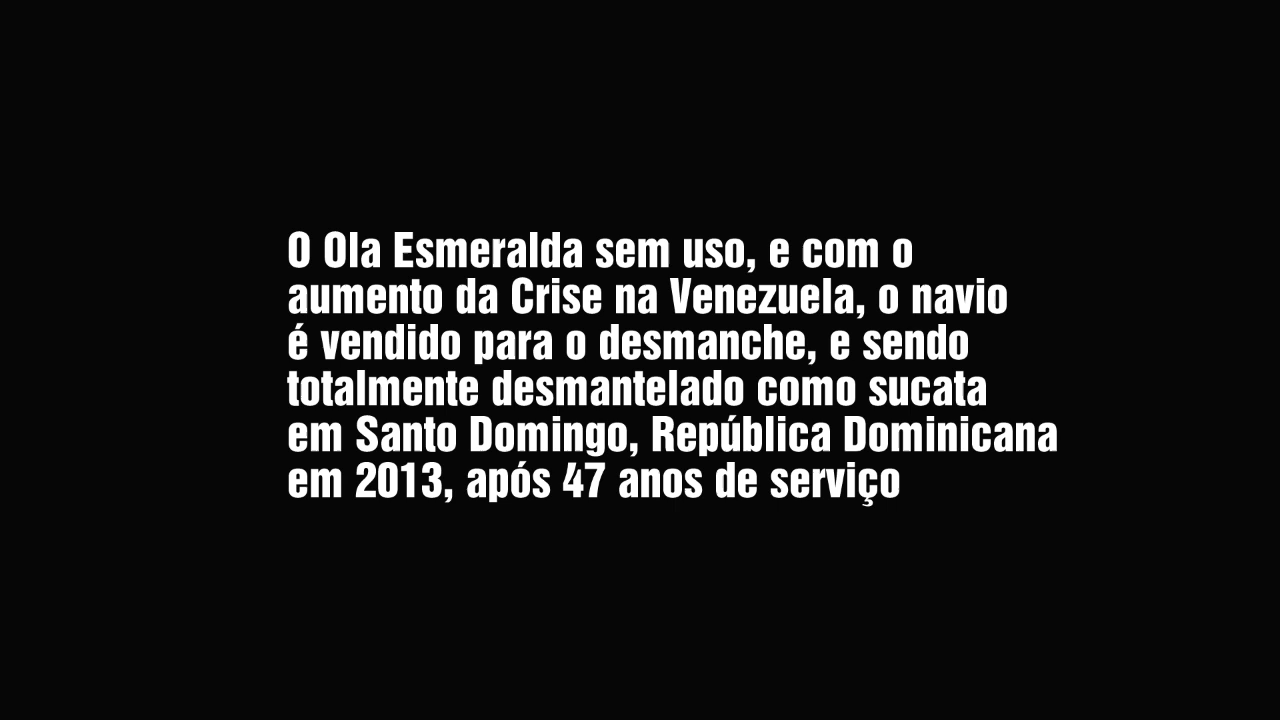 O Ola Esmeralda sem uso, e com o
aumento da Crise na Venezuela, o navio
é vendido para o desmanche, e sendo
totalmente desmantelado como sucata
em Santo Domingo, República Dominicana
em 2013, após 47 anos de serviço